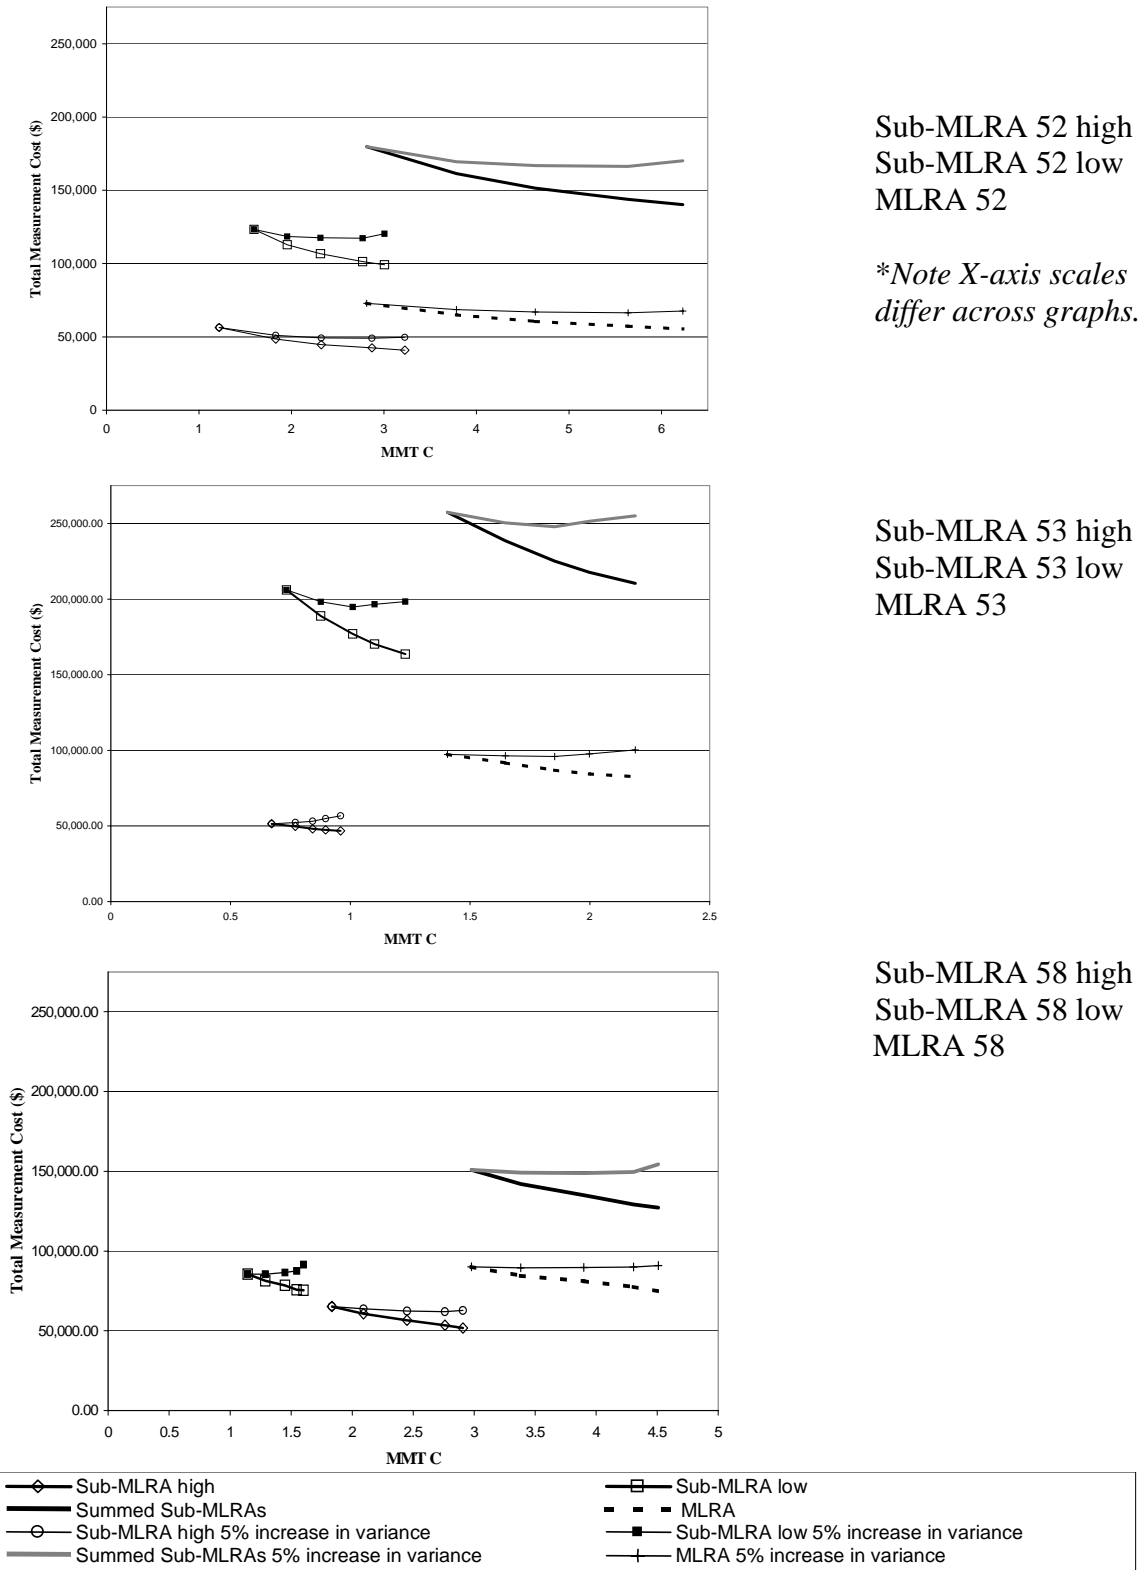 250,000
200,000
150,000
100,000
50,000
0
Total Measurement Cost ($)
0 1 2 3 4 5 6
MMT C
Sub-MLRA 52 high
Sub-MLRA 52 low
MLRA 52
*Note X-axis scales
differ across graphs.
250,000.00
200,000.00
150,000.00
100,000.00
50,000.00
0.00
Total Measurement Cost ($)
0 0.5 1 1.5 2 2.5
MMT C
Sub-MLRA 53 high
Sub-MLRA 53 low
MLRA 53
250,000.00
200,000.00
150,000.00
100,000.00
50,000.00
0.00
Total Measurement Cost ($)
0 0.5 1 1.5 2 2.5 3 3.5 4 4.5 5
MMT C
Sub-MLRA 58 high
Sub-MLRA 58 low
MLRA 58
Sub-MLRA high
Sub-MLRA low
Summed Sub-MLRAs
MLRA
Sub-MLRA high 5% increase in variance
Sub-MLRA low 5% increase in variance
Summed Sub-MLRAs 5% increase in variance
MLRA 5% increase in variance